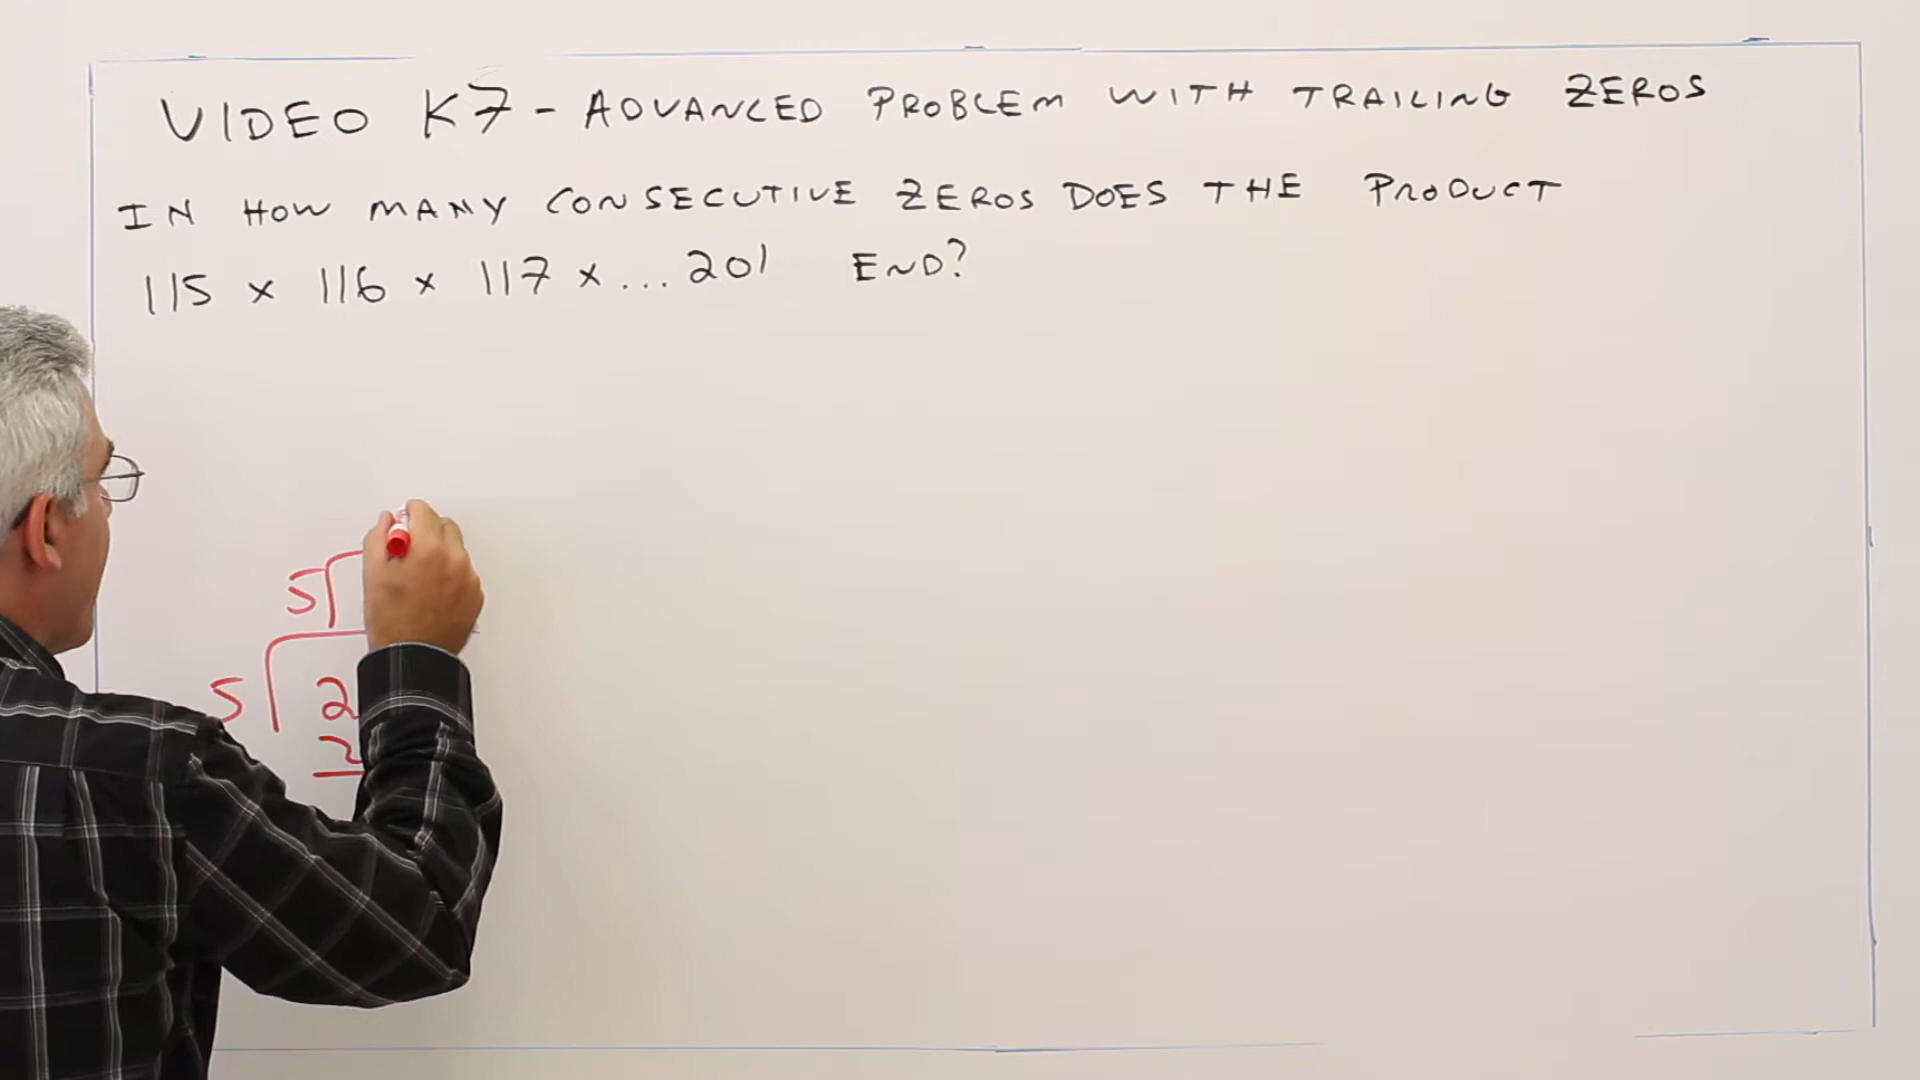 VIDEO K7 - ADVANCED PROBLEM WITH TRAILING ZEROS
IN HOW MANY CONSECUTIVE ZEROS DOES THE PRODUCT
115 x 116 x 117 x ... 201 END?
5
5 2
2